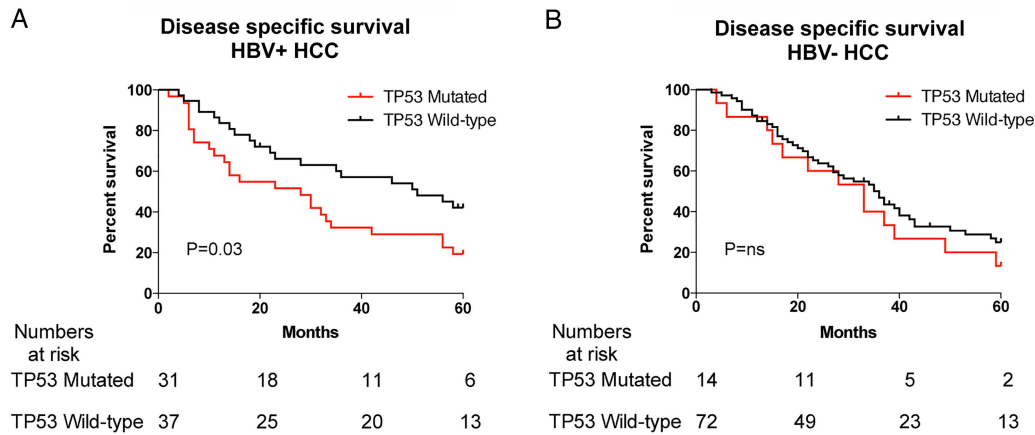 A
Disease specific survival
HBV+ HCC
100
80
60
40
20
0
Percent survival
TP53 Mutated
TP53 Wild-type
P=0.03
0 20 40 60
Months
Numbers
at risk
TP53 Mutated 31 18 11 6
TP53 Wild-type 37 25 20 13
B
Disease specific survival
HBV- HCC
100
80
60
40
20
0
Percent survival
TP53 Mutated
TP53 Wild-type
P=ns
0 20 40 60
Months
Numbers
at risk
TP53 Mutated 14 11 5 2
TP53 Wild-type 72 49 23 13